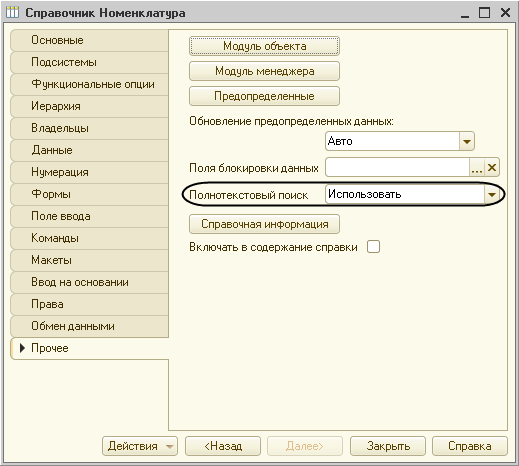 Справочник Номенклатура
Основные
Подсистемы
Функциональные опции
Иерархия
Владельцы
Данные
Нумерация
Формы
Поле ввода
Команды
Макеты
Ввод на основании
Права
Обмен данными
Прочее
Модуль объекта
Модуль менеджера
Предопределенные
Обновление предопределенных данных:
Авто
Поля блокировки данных
...
Полнотекстовый поиск Использовать
Справочная информация
Включать в содержание справки
Действия <Назад Далее> Закрыть Справка